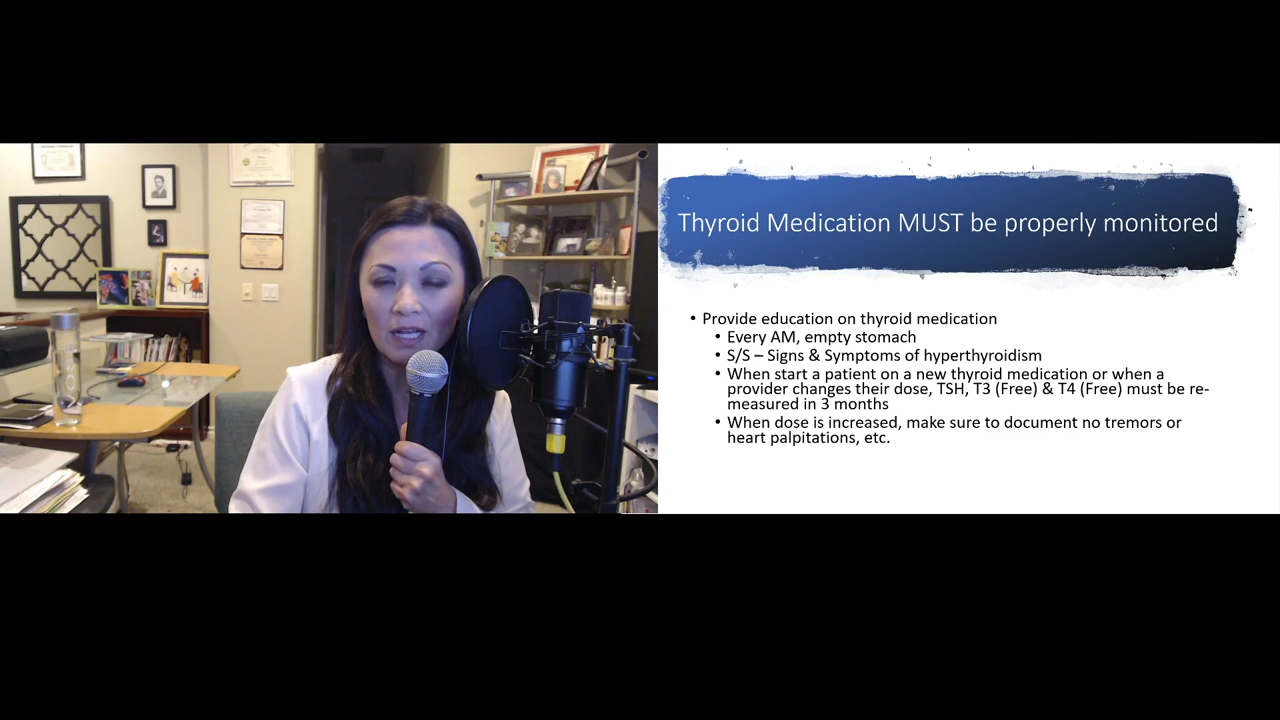 Thyroid Medication MUST be properly monitored
• Provide education on thyroid medication
• Every AM, empty stomach
• S/S – Signs & Symptoms of hyperthyroidism
• When start a patient on a new thyroid medication or when a
provider changes their dose, TSH, T3 (Free) & T4 (Free) must be re-
measured in 3 months
• When dose is increased, make sure to document no tremors or
heart palpitations, etc.